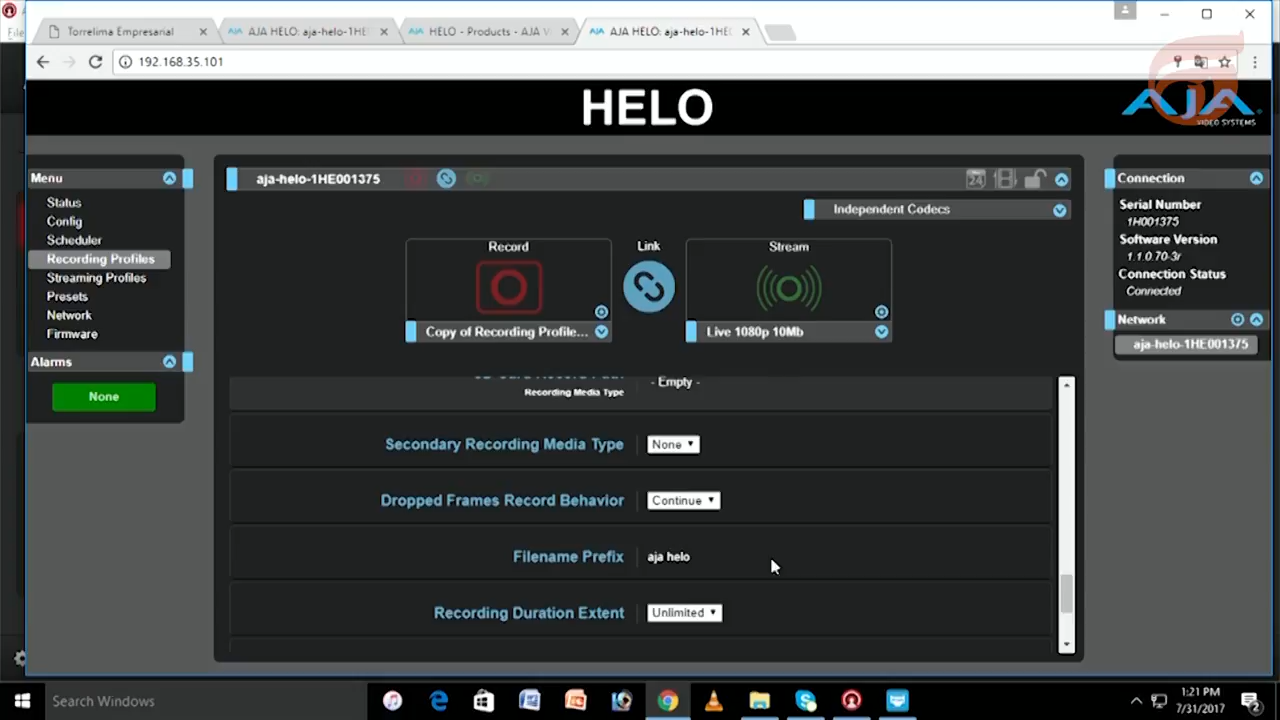 File
Torrelima Empresarial
AJA HELO: aja-helo-1HE
HELO - Products - AJA V
AJA HELO: aja-helo-1HE
192.168.35.101
HELO
AJA
VIDEO SYSTEMS
Menu
Status
Config
Scheduler
Recording Profiles
Streaming Profiles
Presets
Network
Firmware
Alarms
None
aja-helo-1HE001375
24
Independent Codecs
Record
Link
Stream
Copy of Recording Profile...
Live 1080p 10Mb
- Empty -
Recording Media Type
Secondary Recording Media Type
None
Dropped Frames Record Behavior
Continue
Filename Prefix
aja helo
Recording Duration Extent
Unlimited
Connection
Serial Number
1H001375
Software Version
1.1.0.70-3r
Connection Status
Connected
Network
aja-helo-1HE001375
Search Windows
1:21 PM
7/31/2017
2